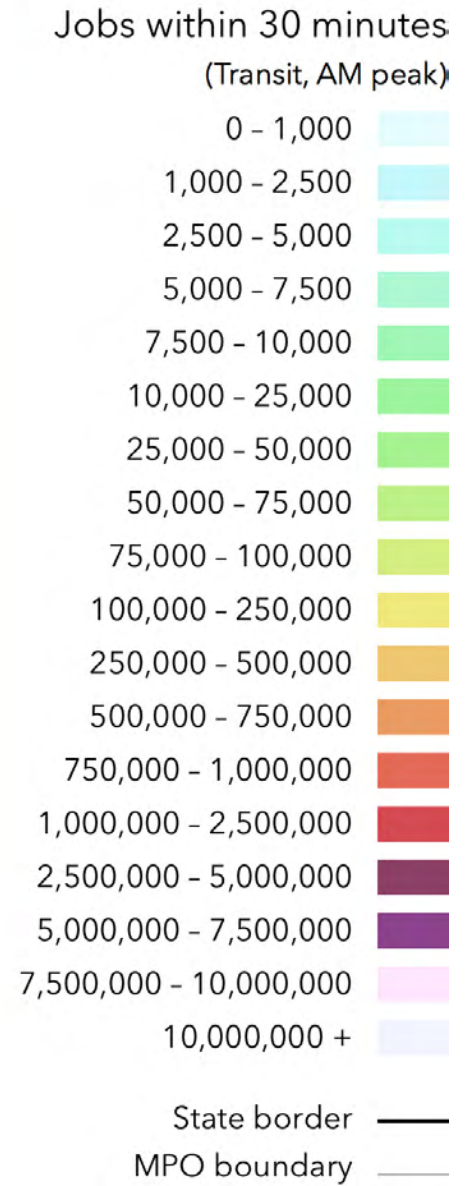 Jobs within 30 minutes
(Transit, AM peak)
0 – 1,000
1,000 – 2,500
2,500 – 5,000
5,000 – 7,500
7,500 – 10,000
10,000 – 25,000
25,000 – 50,000
50,000 – 75,000
75,000 – 100,000
100,000 – 250,000
250,000 – 500,000
500,000 – 750,000
750,000 – 1,000,000
1,000,000 – 2,500,000
2,500,000 – 5,000,000
5,000,000 – 7,500,000
7,500,000 – 10,000,000
10,000,000 +
State border
MPO boundary